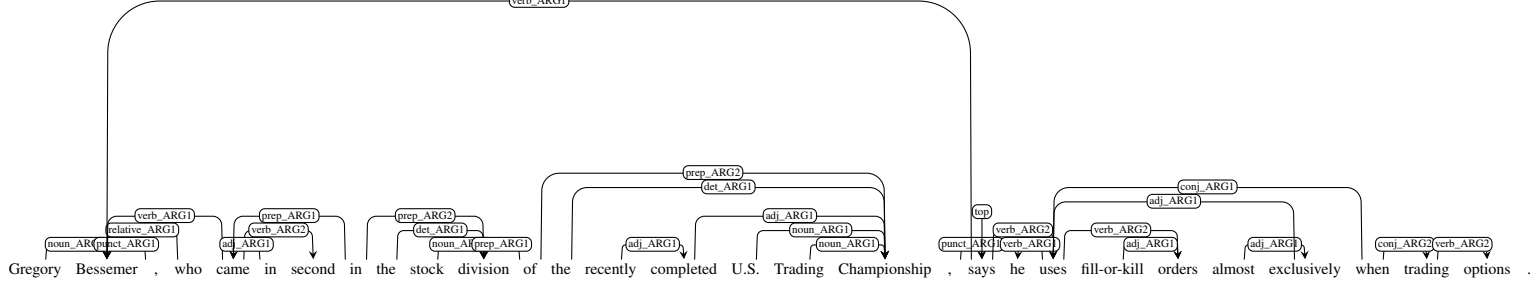 verb_ARG1
prep_ARG2
det_ARG1 conj_ARG1
adj_ARG1
verb_ARG1 prep_ARG1 prep_ARG2 adj_ARG1 top
relative_ARG1 verb_ARG2 det_ARG1 noun_ARG1 verb_ARG2 verb_ARG2
punct_ARG1 adj_ARG1 prep_ARG1 adj_ARG1 noun_ARG1 verb_ARG1 adj_ARG1 adj_ARG1 conj_ARG2 verb_ARG2
Gregory Bessemer , who came in second in the stock division of the recently completed U.S. Trading Championship , says he uses fill-or-kill orders almost exclusively when trading options .